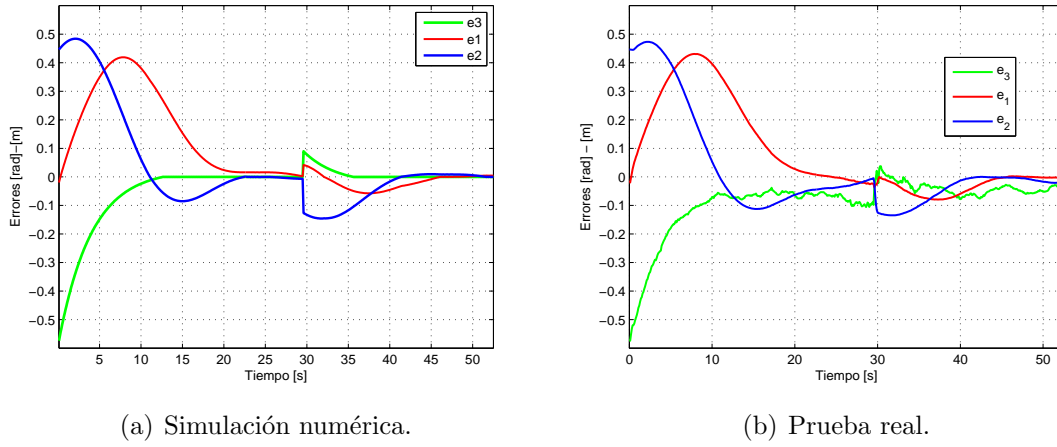 e3
e1
e2
0.5
0.4
0.3
0.2
0.1
0
−0.1
−0.2
−0.3
−0.4
−0.5
Errores [rad]−[m]
5 10 15 20 25 30 35 40 45 50
Tiempo [s]
(a) Simulación numérica.
e3
e1
e2
0.5
0.4
0.3
0.2
0.1
0
−0.1
−0.2
−0.3
−0.4
−0.5
Errores [rad] − [m]
0 10 20 30 40 50
Tiempo [s]
(b) Prueba real.